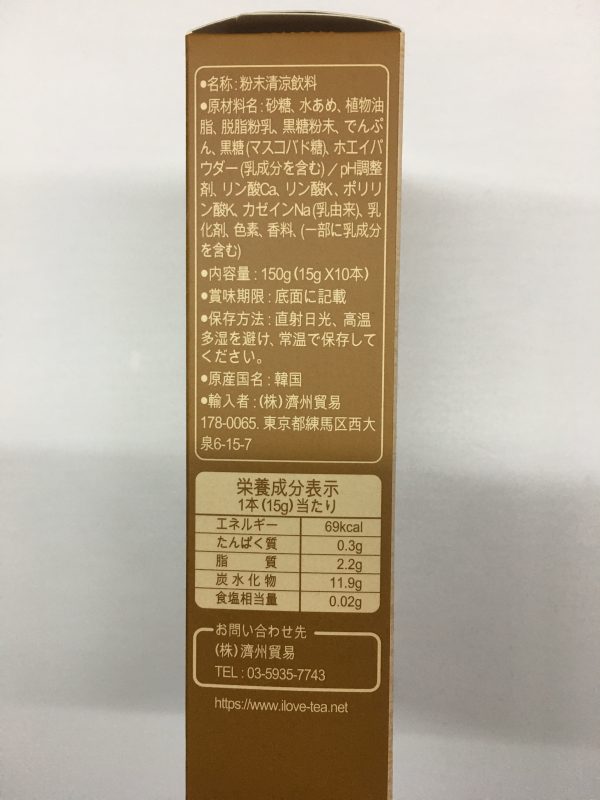 ●名称:粉末清涼飲料
●原材料名:砂糖、水あめ、植物油
脂、脱脂粉乳、黒糖粉末、でんぷ
ん、黒糖(マスコバド糖)、ホエイパ
ウダー(乳成分を含む)／pH調整
剤、リン酸Ca、リン酸K、ポリリ
ン酸K、カゼインNa(乳由来)、乳
化剤、色素、香料、(一部に乳成分
を含む)
●内容量:150g(15g X10本)
●賞味期限:底面に記載
●保存方法:直射日光、高温
多湿を避け、常温で保存して
ください。
●原産国名:韓国
●輸入者:(株)濟州貿易
178-0065. 東京都練馬区西大
泉6-15-7
栄養成分表示
1本(15g)当たり
エネルギー 69kcal
たんぱく質 0.3g
脂 質 2.2g
炭水化物 11.9g
食塩相当量 0.02g
お問い合わせ先
(株)濟州貿易
TEL : 03-5935-7743
https://www.ilove-tea.net